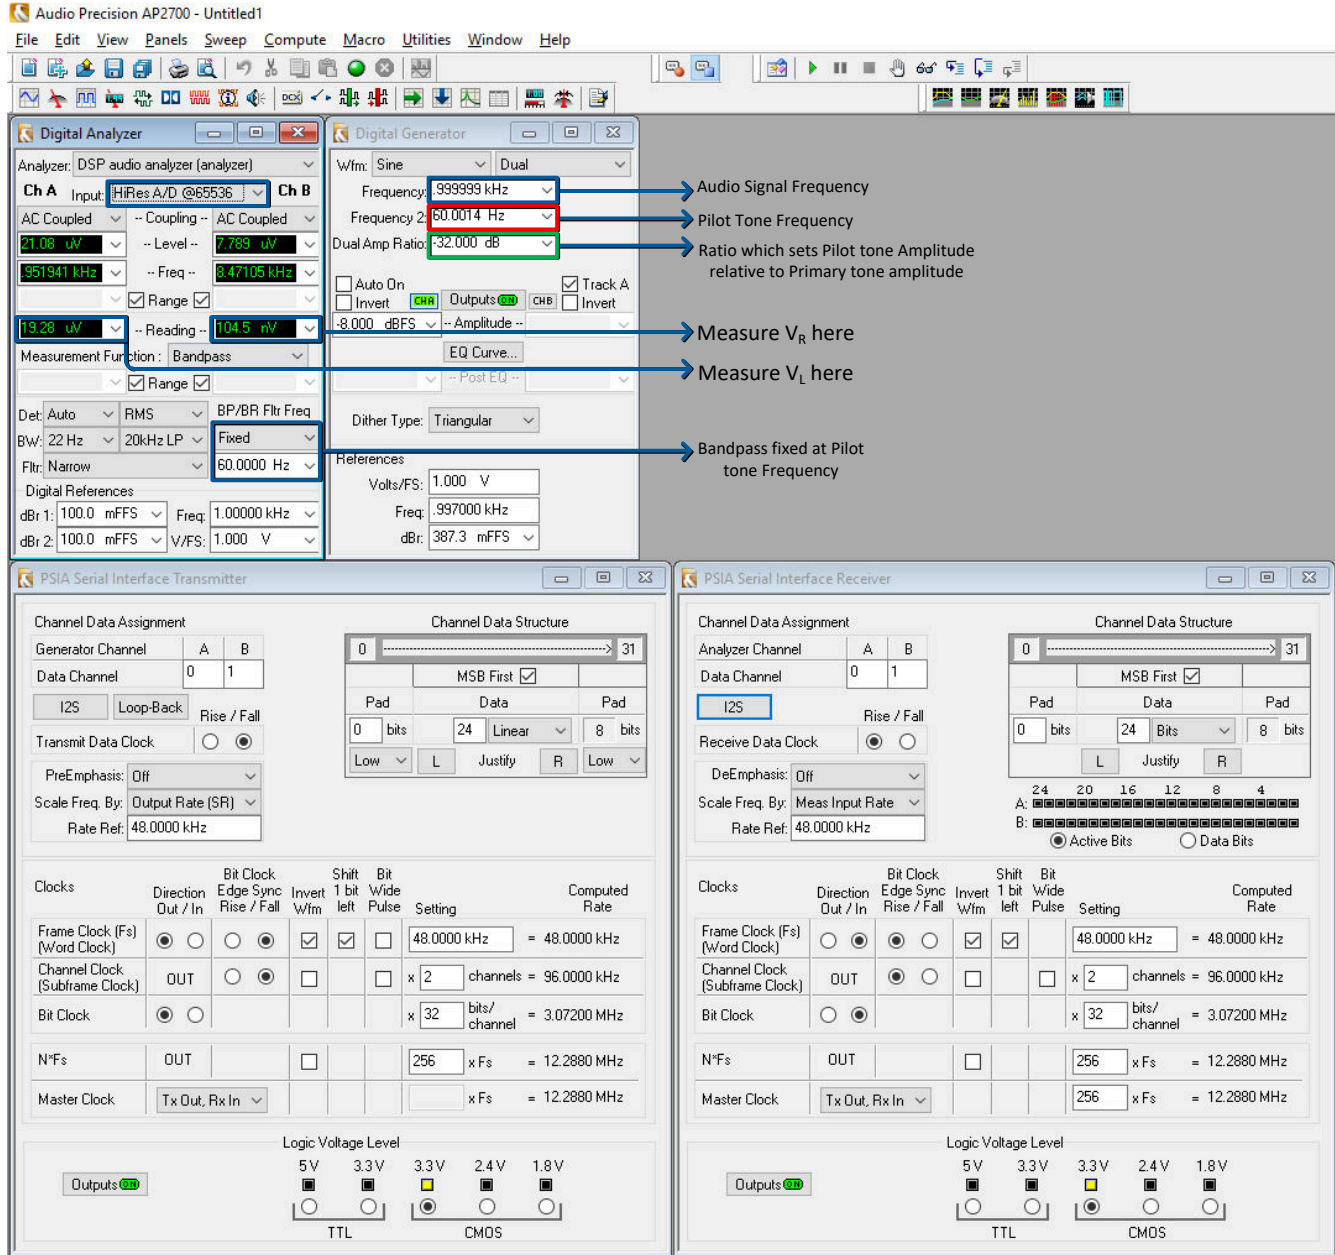 Audio Precision AP2700 - Untitled1
File Edit View Panels Sweep Compute Macro Utilities Window Help
Digital Analyzer
Analyzer: DSP audio analyzer (analyzer)
Ch A Input: HiRes A/D @65536 Ch B
AC Coupled -- Coupling -- AC Coupled
21.08 uV -- Level -- 7.789 uV
.951941 kHz -- Freq -- 8.47105 kHz
Range
19.28 uV -- Reading -- 104.5 nV
Measurement Function : Bandpass
Range
Det: Auto RMS BP/BR Fltr Freq
BW: 22 Hz 20kHz LP Fixed
Fltr: Narrow 60.0000 Hz
Digital References
dBr 1: 100.0 mFFS Freq: 1.00000 kHz
dBr 2: 100.0 mFFS V/FS: 1.000 V
Digital Generator
Wfm: Sine Dual
Frequency: .999999 kHz
Frequency 2: 60.0014 Hz
Dual Amp Ratio: -32.000 dB
Auto On Track A
Invert CHA Outputs ON CHB Invert
-8.000 dBFS -- Amplitude --
EQ Curve...
-- Post EQ --
Dither Type: Triangular
References
Volts/FS: 1.000 V
Freq: .997000 kHz
dBr: 387.3 mFFS
Audio Signal Frequency
Pilot Tone Frequency
Ratio which sets Pilot tone Amplitude
relative to Primary tone amplitude
Measure VR here
Measure VL here
Bandpass fixed at Pilot
tone Frequency
PSIA Serial Interface Transmitter
Channel Data Assignment
Generator Channel A B
Data Channel 0 1
I2S Loop-Back Rise / Fall
Transmit Data Clock
PreEmphasis: Off
Scale Freq. By: Output Rate (SR)
Rate Ref: 48.0000 kHz
Channel Data Structure
0 ---> 31
MSB First
Pad Data Pad
0 bits 24 Linear 8 bits
Low L Justify R Low
Clocks Direction Out / In Bit Clock Edge Sync Rise / Fall Invert Wfm Shift 1 bit left Bit Wide Pulse Setting Computed Rate
Frame Clock (Fs) (Word Clock) 48.0000 kHz = 48.0000 kHz
Channel Clock (Subframe Clock) OUT x 2 channels = 96.0000 kHz
Bit Clock x 32 bits/ channel = 3.07200 MHz
N*Fs OUT 256 x Fs = 12.2880 MHz
Master Clock Tx Out, Rx In x Fs = 12.2880 MHz
Logic Voltage Level
5 V 3.3 V 3.3 V 2.4 V 1.8 V
Outputs ON
TTL CMOS
PSIA Serial Interface Receiver
Channel Data Assignment
Analyzer Channel A B
Data Channel 0 1
I2S Rise / Fall
Receive Data Clock
DeEmphasis: Off
Scale Freq. By: Meas Input Rate
Rate Ref: 48.0000 kHz
Channel Data Structure
0 ---> 31
MSB First
Pad Data Pad
0 bits 24 Bits 8 bits
L Justify R
24 20 16 12 8 4
A:
B:
Active Bits Data Bits
Clocks Direction Out / In Bit Clock Edge Sync Rise / Fall Invert Wfm Shift 1 bit left Bit Wide Pulse Setting Computed Rate
Frame Clock (Fs) (Word Clock) 48.0000 kHz = 48.0000 kHz
Channel Clock (Subframe Clock) OUT x 2 channels = 96.0000 kHz
Bit Clock x 32 bits/ channel = 3.07200 MHz
N*Fs OUT 256 x Fs = 12.2880 MHz
Master Clock Tx Out, Rx In 256 x Fs = 12.2880 MHz
Logic Voltage Level
5 V 3.3 V 3.3 V 2.4 V 1.8 V
Outputs ON
TTL CMOS